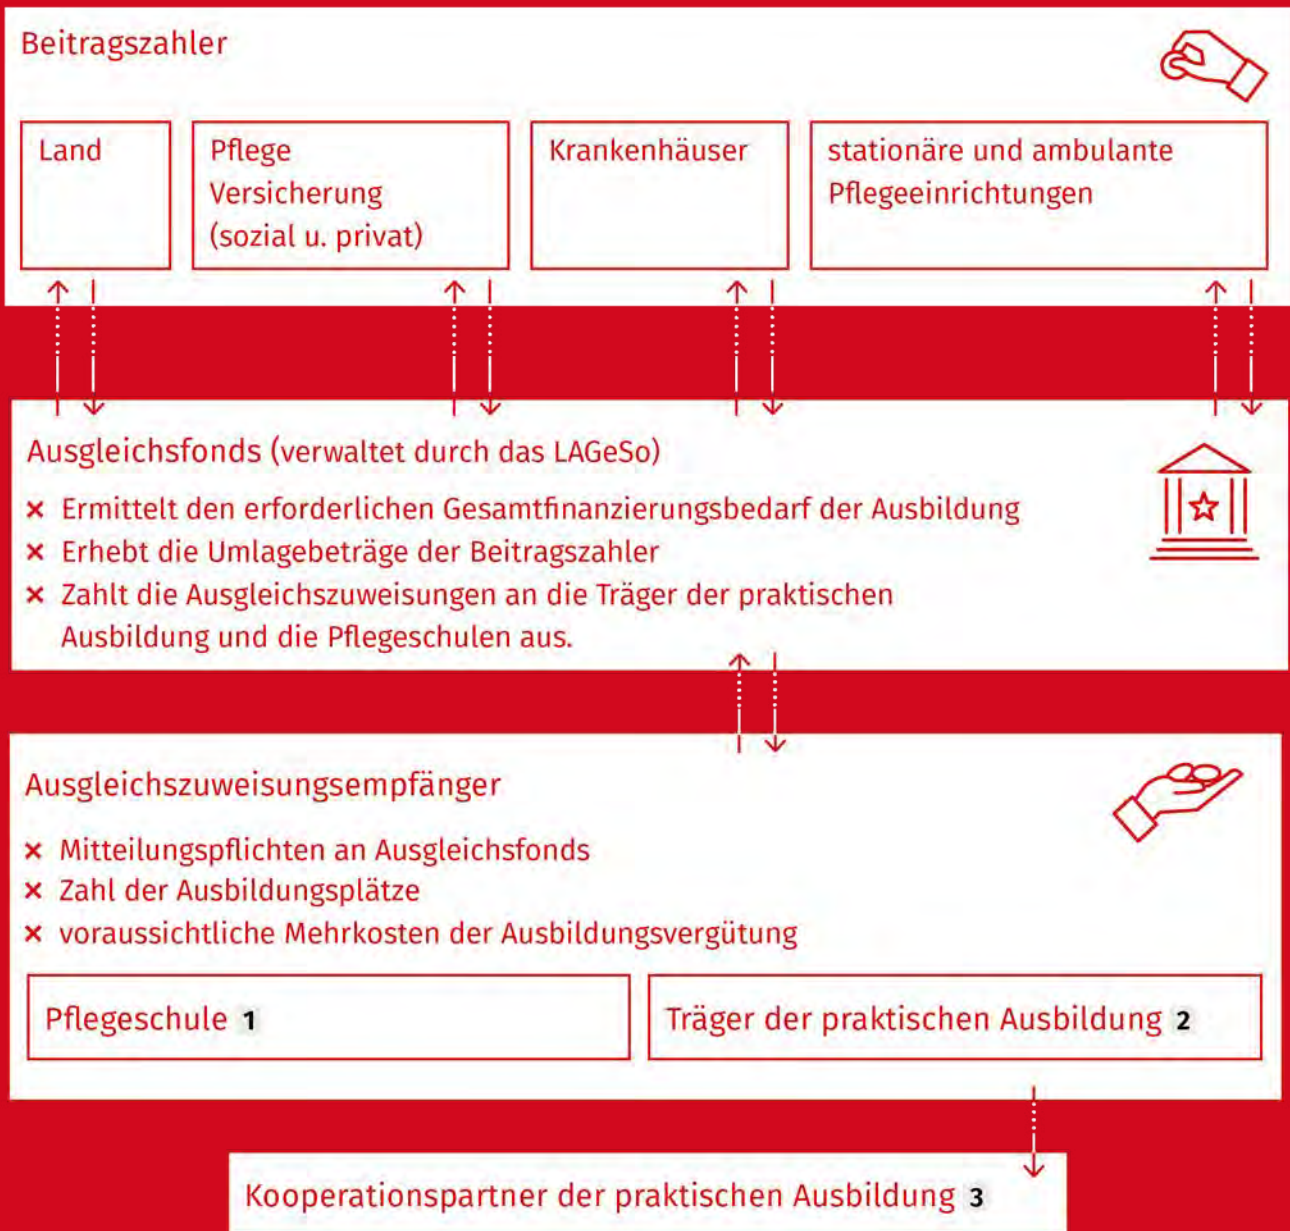 Beitragszahler
Land
Pflege
Versicherung
(sozial u. privat)
Krankenhäuser
stationäre und ambulante
Pflegeeinrichtungen
Ausgleichsfonds (verwaltet durch das LAGeSo)
× Ermittelt den erforderlichen Gesamtfinanzierungsbedarf der Ausbildung
× Erhebt die Umlagebeträge der Beitragszahler
× Zahlt die Ausgleichszuweisungen an die Träger der praktischen
Ausbildung und die Pflegeschulen aus.
Ausgleichszuweisungsempfänger
× Mitteilungspflichten an Ausgleichsfonds
× Zahl der Ausbildungsplätze
× voraussichtliche Mehrkosten der Ausbildungsvergütung
Pflegeschule 1
Träger der praktischen Ausbildung 2
Kooperationspartner der praktischen Ausbildung 3